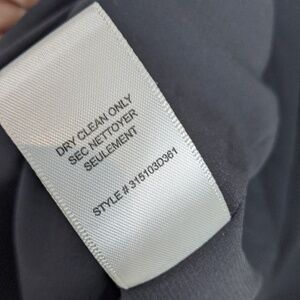 DRY CLEAN ONLY
SEC NETTOYER
SEULEMENT
STYLE # 315103D361